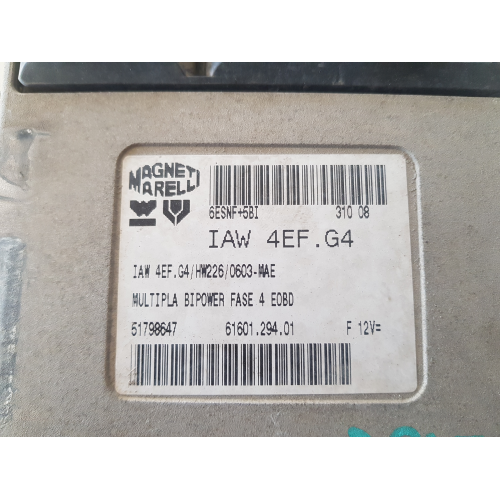 MAGNETI
MARELLI
6ESNF+5BI 310 08
IAW 4EF.G4
IAW 4EF.G4/HW226/0603-MAE
MULTIPLA BIPOWER FASE 4 EOBD
51798647 61601.294.01 F 12V=